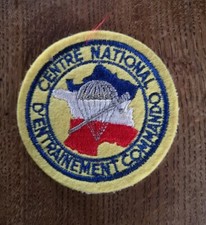 CENTRE NATIONAL
D'ENTRAINEMENT COMMANDO